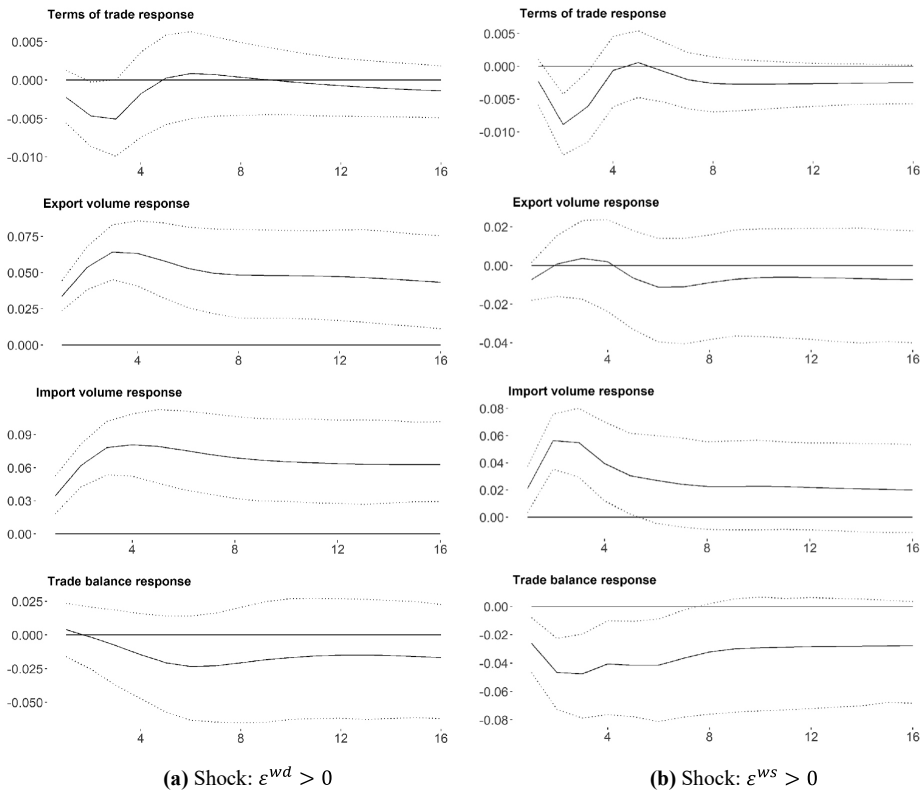 Terms of trade response
0.005
0.000
-0.005
-0.010
4 8 12 16
Export volume response
0.075
0.050
0.025
0.000
4 8 12 16
Import volume response
0.09
0.06
0.03
0.00
4 8 12 16
Trade balance response
0.025
0.000
-0.025
-0.050
4 8 12 16
(a) Shock: ε^{wd} > 0
Terms of trade response
0.005
0.000
-0.005
-0.010
4 8 12 16
Export volume response
0.02
0.00
-0.02
-0.04
4 8 12 16
Import volume response
0.08
0.06
0.04
0.02
0.00
4 8 12 16
Trade balance response
0.00
-0.02
-0.04
-0.06
-0.08
4 8 12 16
(b) Shock: ε^{ws} > 0